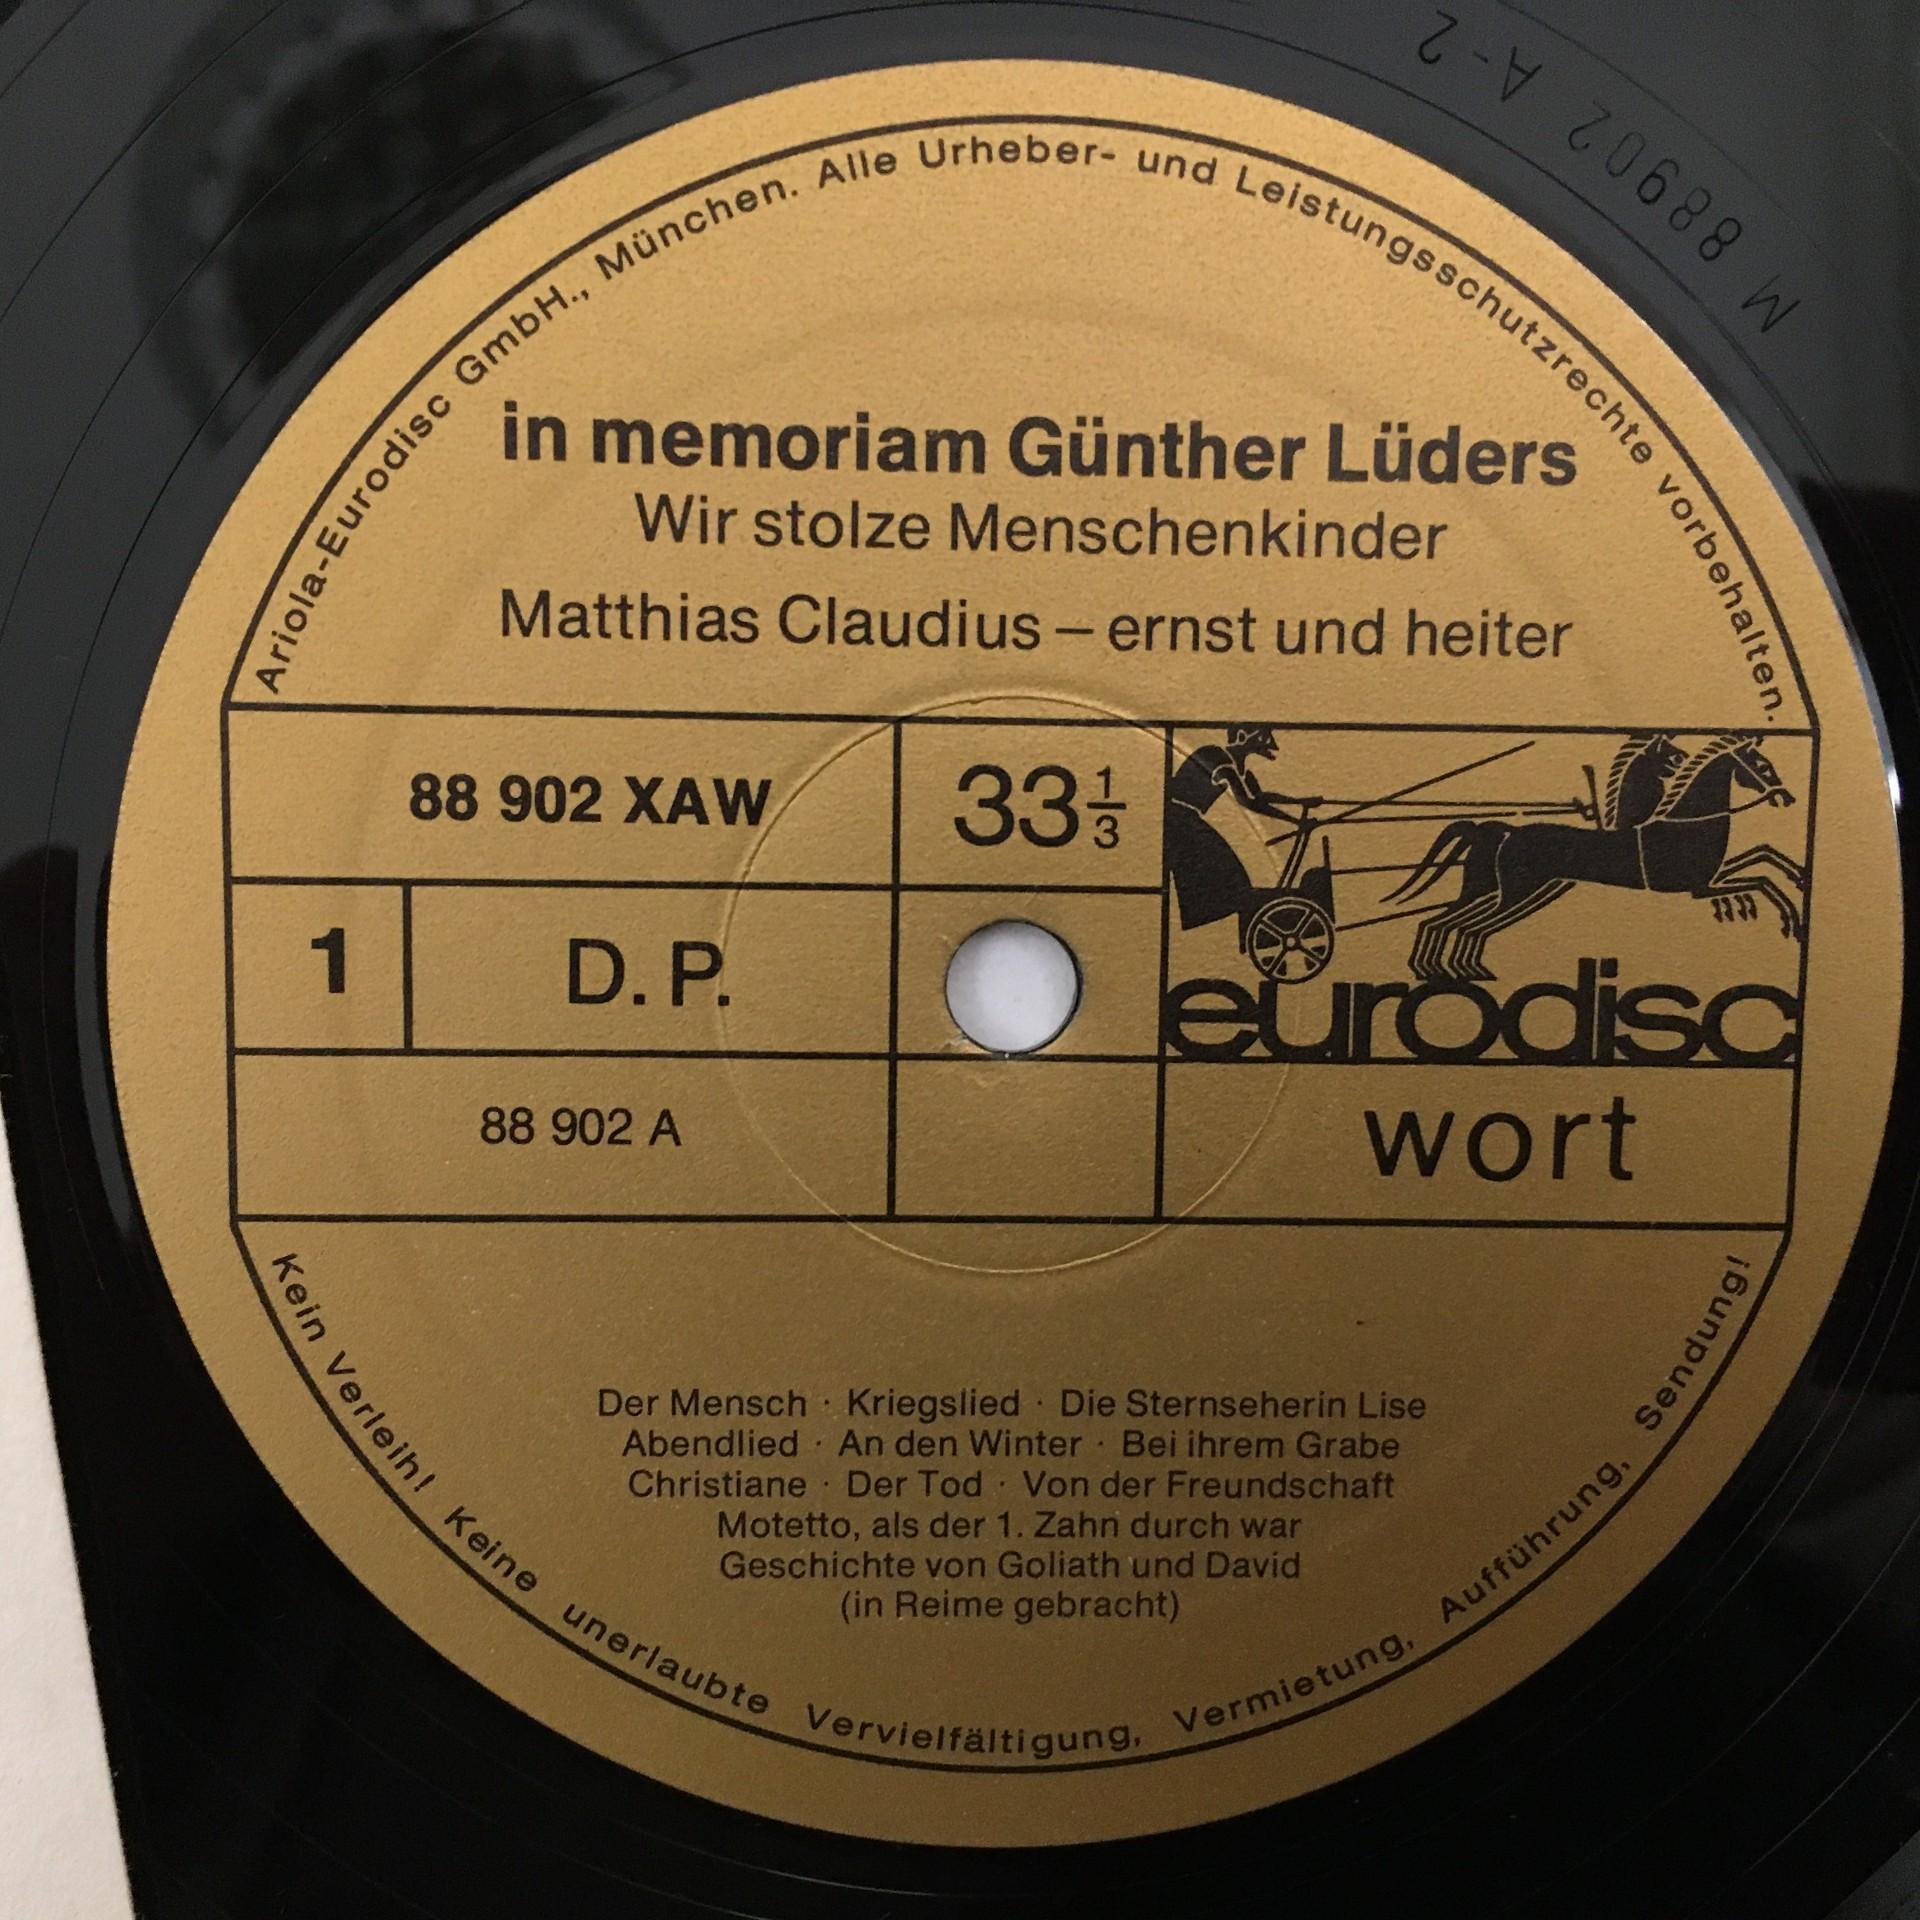 M 88902 A-2
Ariola-Eurodisc GmbH., München. Alle Urheber- und Leistungsschutzrechte vorbehalten.
in memoriam Günther Lüders
Wir stolze Menschenkinder
Matthias Claudius – ernst und heiter
88 902 XAW
33 1/3
1
D. P.
eurodisc
88 902 A
wort
Der Mensch · Kriegslied · Die Sternseherin Lise
Abendlied · An den Winter · Bei ihrem Grabe
Christiane · Der Tod · Von der Freundschaft
Motetto, als der 1. Zahn durch war
Geschichte von Goliath und David
(in Reime gebracht)
Kein Verleih! Keine unerlaubte Vervielfältigung, Vermietung, Aufführung, Sendung!